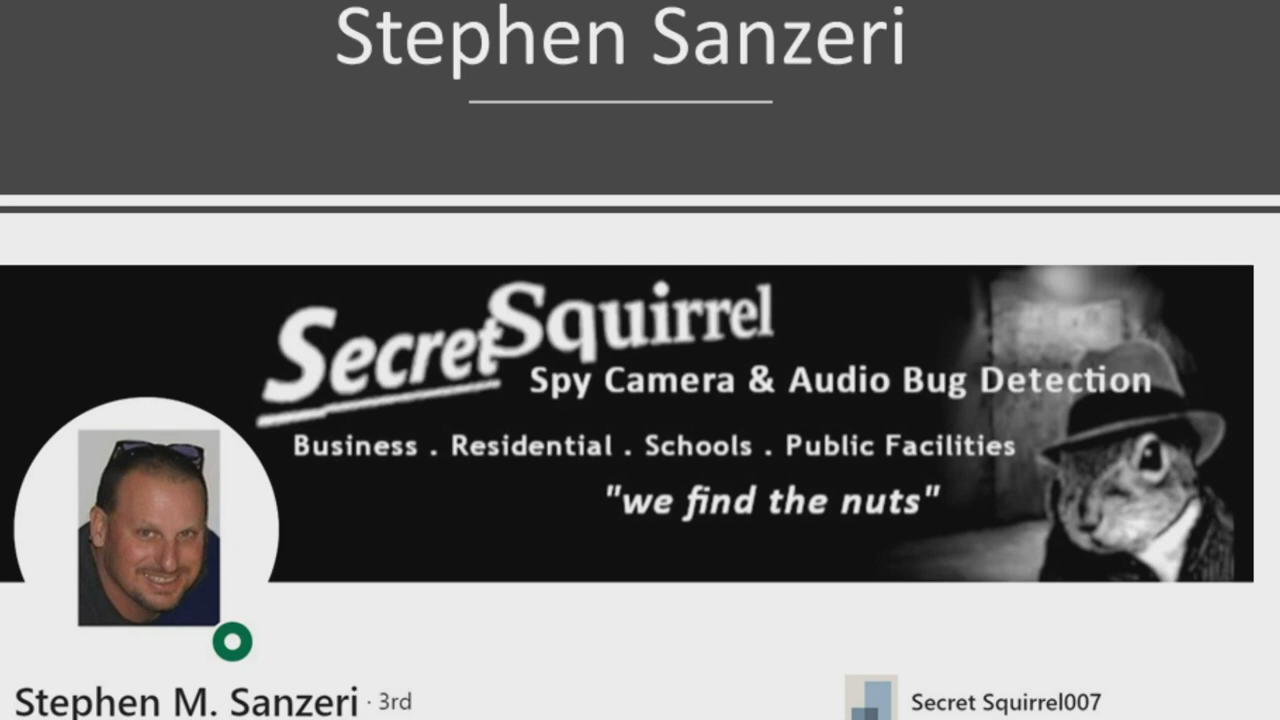 Stephen Sanzeri
Secret Squirrel
Spy Camera & Audio Bug Detection
Business . Residential . Schools . Public Facilities
"we find the nuts"
Stephen M. Sanzeri · 3rd
Secret Squirrel007